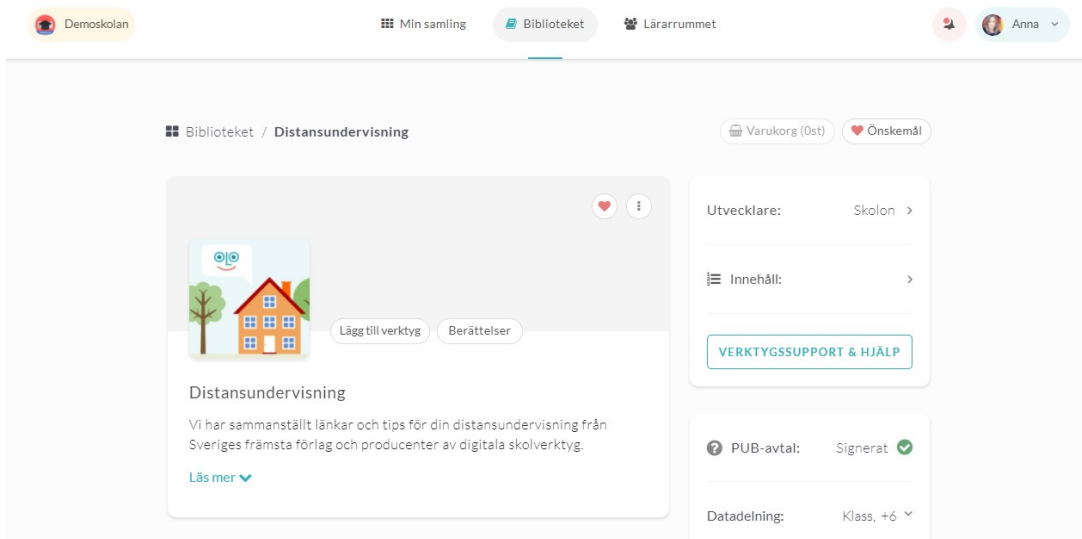 Demoskolan
Min samling
Biblioteket
Lärarrummet
Anna
Biblioteket / Distansundervisning
Varukorg (0st)
Önskemål
Lägg till verktyg
Berättelser
Distansundervisning
Vi har sammanställt länkar och tips för din distansundervisning från
Sveriges främsta förlag och producenter av digitala skolverktyg.
Läs mer
Utvecklare: Skolon
Innehåll:
VERKTYGSSUPPORT & HJÄLP
PUB-avtal: Signerat
Datadelning: Klass, +6